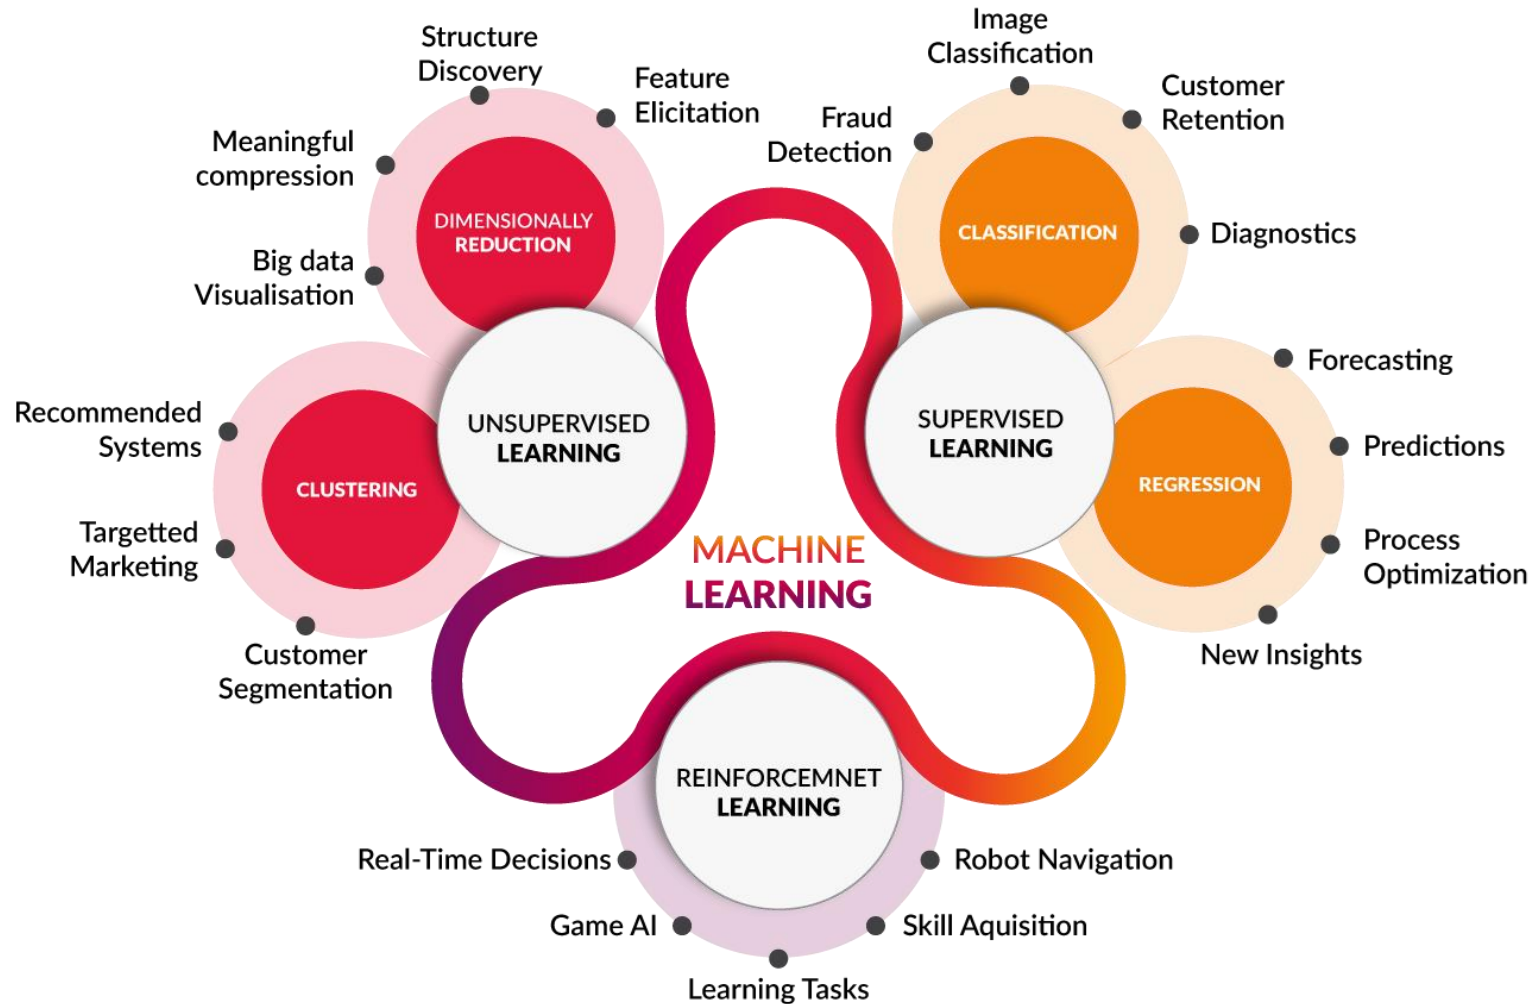 Structure
Discovery
Feature
Elicitation
Meaningful
compression
DIMENSIONALLY
REDUCTION
Big data
Visualisation
Image
Classification
Customer
Retention
Fraud
Detection
CLASSIFICATION
Diagnostics
Recommended
Systems
CLUSTERING
Targetted
Marketing
Customer
Segmentation
UNSUPERVISED
LEARNING
SUPERVISED
LEARNING
Forecasting
Predictions
REGRESSION
Process
Optimization
New Insights
MACHINE
LEARNING
REINFORCEMNET
LEARNING
Real-Time Decisions
Game AI
Learning Tasks
Skill Aquisition
Robot Navigation